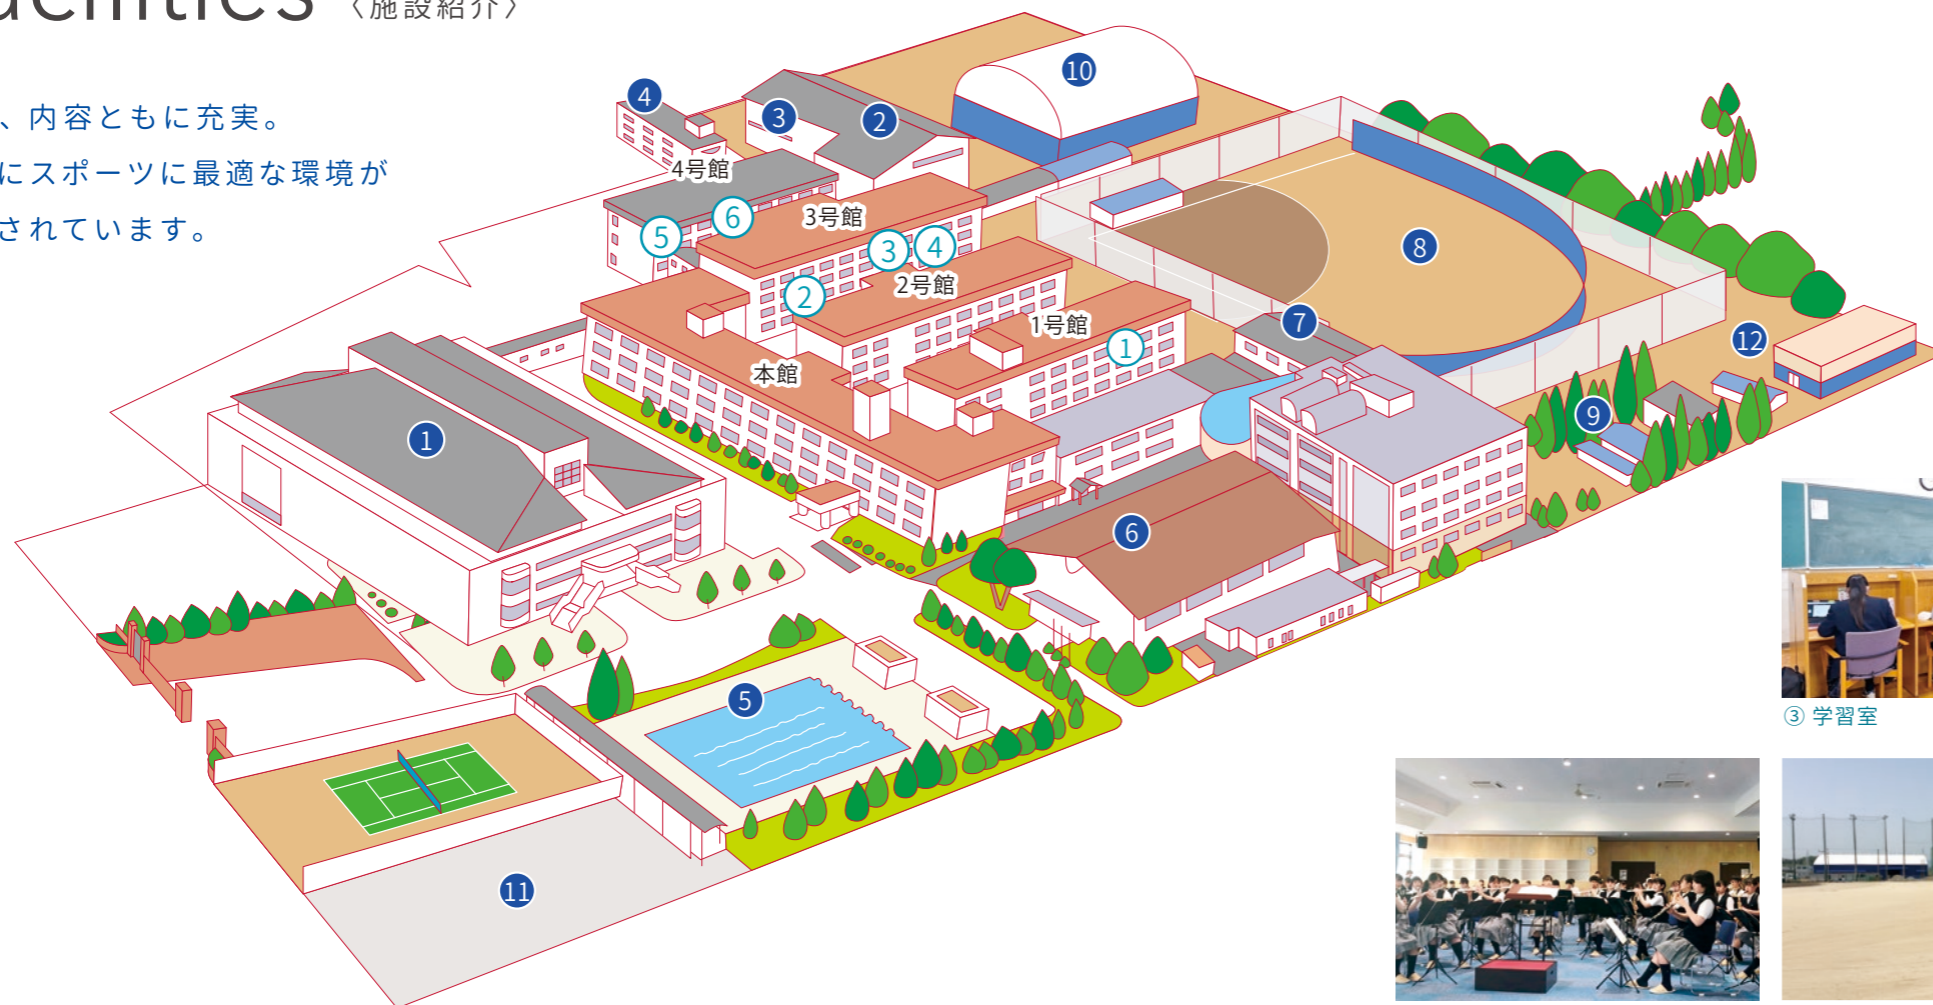 acilities 〈施設紹介〉
、内容ともに充実。
にスポーツに最適な環境が
されています。
10
4
3
2
4号館
6
3号館
5
3
4
8
2号館
2
1号館
7
1
12
本館
9
1
6
5
11
③ 学習室